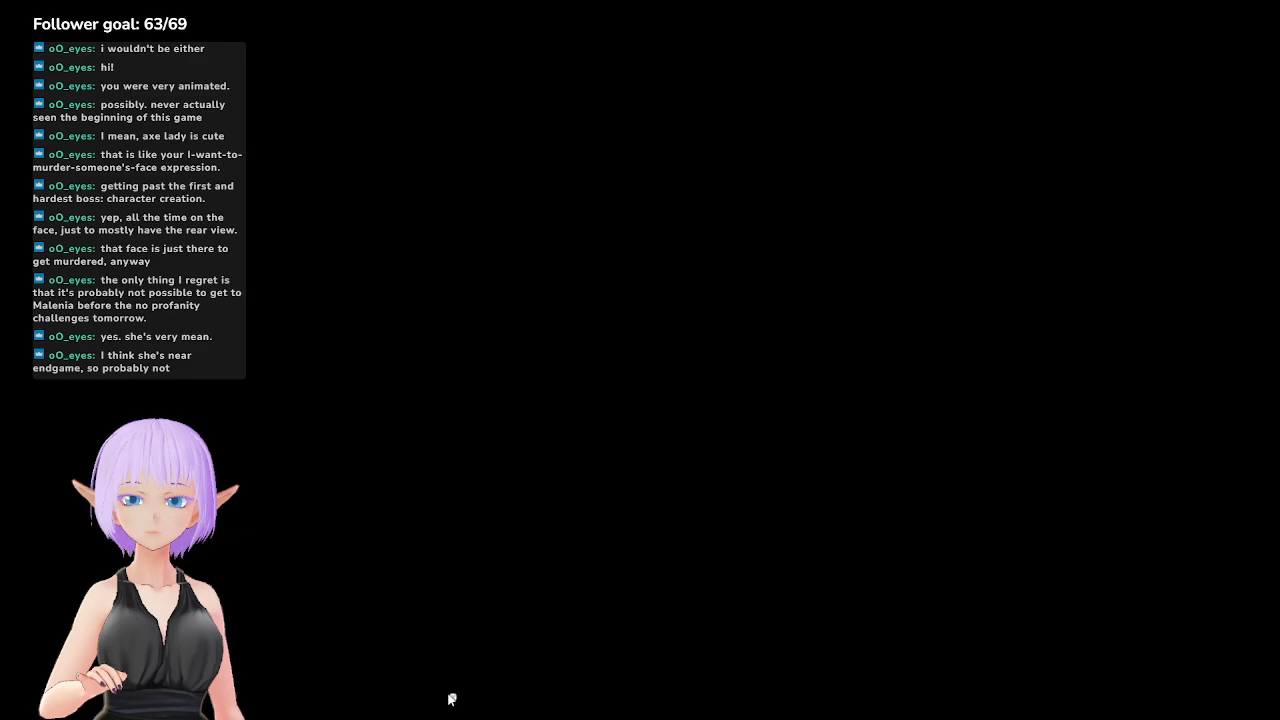 Follower goal: 63/69
oO_eyes: i wouldn't be either
oO_eyes: hi!
oO_eyes: you were very animated.
oO_eyes: possibly. never actually
seen the beginning of this game
oO_eyes: I mean, axe lady is cute
oO_eyes: that is like your I-want-to-
murder-someone's-face expression.
oO_eyes: getting past the first and
hardest boss: character creation.
oO_eyes: yep, all the time on the
face, just to mostly have the rear view.
oO_eyes: that face is just there to
get murdered, anyway
oO_eyes: the only thing I regret is
that it's probably not possible to get to
Malenia before the no profanity
challenges tomorrow.
oO_eyes: yes. she's very mean.
oO_eyes: I think she's near
endgame, so probably not